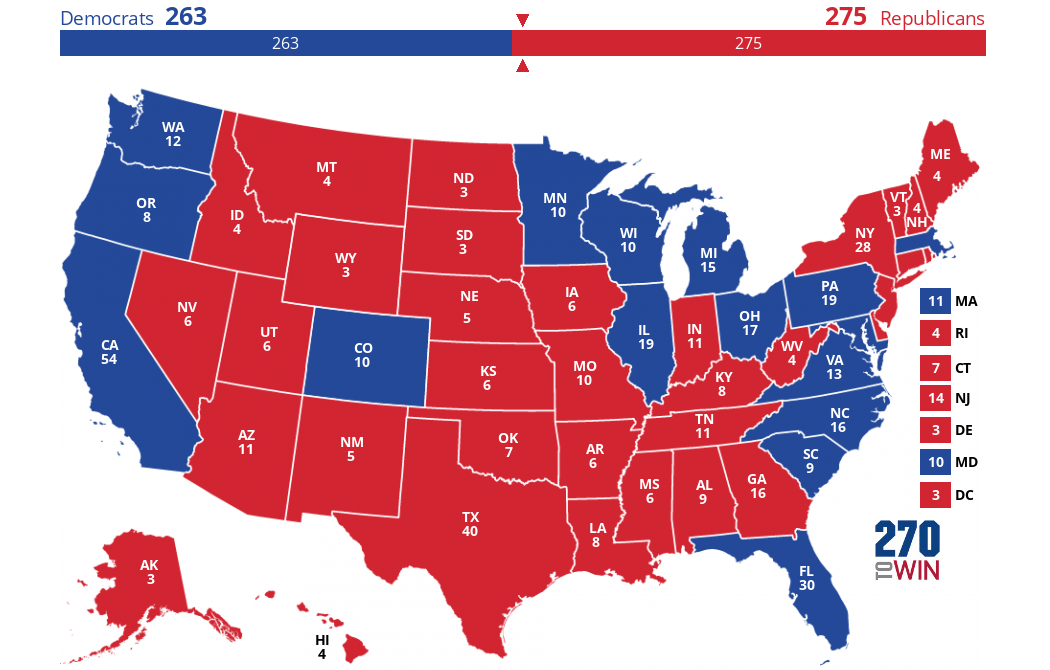 Democrats 263
275 Republicans
263
275
WA
12
OR
8
CA
54
NV
6
ID
4
MT
4
WY
3
UT
6
CO
10
AZ
11
NM
5
ND
3
SD
3
NE
5
KS
6
OK
7
TX
40
MN
10
IA
6
MO
10
AR
6
LA
8
WI
10
IL
19
MI
15
IN
11
OH
17
KY
8
TN
11
MS
6
AL
9
GA
16
FL
30
SC
9
NC
16
VA
13
WV
4
PA
19
NY
28
VT
3
4
NH
ME
4
11 MA
4 RI
7 CT
14 NJ
3 DE
10 MD
3 DC
AK
3
HI
4
270
TO WIN